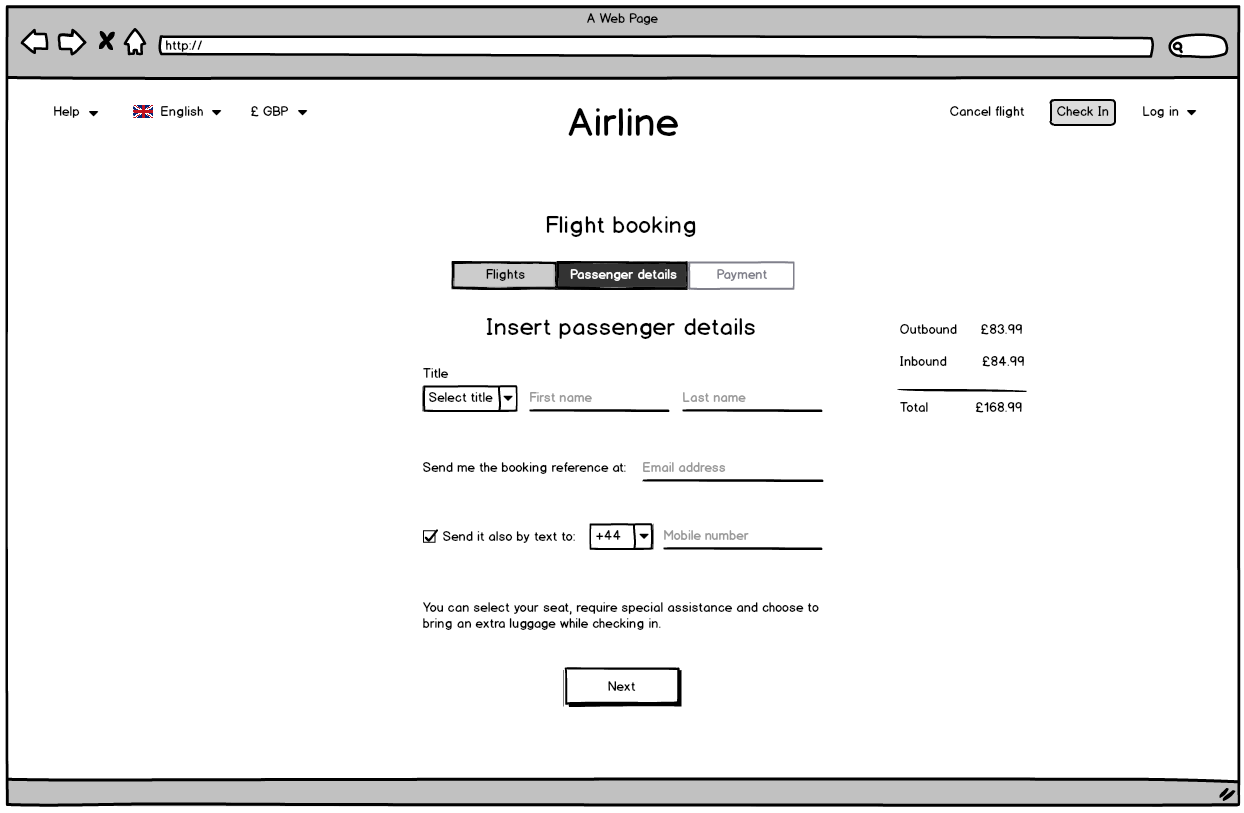 A Web Page
http://
Help English £ GBP Airline Cancel flight Check In Log in
Flight booking
Flights Passenger details Payment
Insert passenger details
Outbound £83.99
Inbound £84.99
Total £168.99
Title
Select title First name Last name
Send me the booking reference at: Email address
Send it also by text to: +44 Mobile number
You can select your seat, require special assistance and choose to
bring an extra luggage while checking in.
Next